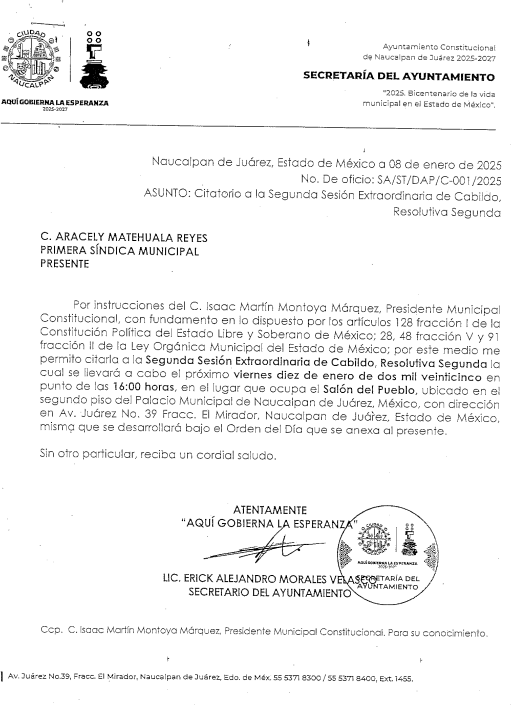 CIUDAD
NAUCALPAN
AQUÍ GOBIERNA LA ESPERANZA
2025-2027
Ayuntamiento Constitucional
de Naucalpan de Juárez 2025-2027
SECRETARÍA DEL AYUNTAMIENTO
"2025. Bicentenario de la vida
municipal en el Estado de México".
Naucalpan de Juárez, Estado de México a 08 de enero de 2025
No. De oficio: SA/ST/DAP/C-001/2025
ASUNTO: Citatorio a la Segunda Sesión Extraordinaria de Cabildo,
Resolutiva Segunda
C. ARACELY MATEHUALA REYES
PRIMERA SÍNDICA MUNICIPAL
PRESENTE
Por instrucciones del C. Isaac Martín Montoya Márquez, Presidente Municipal
Constitucional, con fundamento en lo dispuesto por los artículos 128 fracción I de la
Constitución Política del Estado Libre y Soberano de México; 28, 48 fracción V y 91
fracción II de la Ley Orgánica Municipal del Estado de México; por este medio me
permito citarla a la Segunda Sesión Extraordinaria de Cabildo, Resolutiva Segunda la
cual se llevará a cabo el próximo viernes diez de enero de dos mil veinticinco en
punto de las 16:00 horas, en el lugar que ocupa el Salón del Pueblo, ubicado en el
segundo piso del Palacio Municipal de Naucalpan de Juárez, México, con dirección
en Av. Juárez No. 39 Fracc. El Mirador, Naucalpan de Juárez, Estado de México,
misma que se desarrollará bajo el Orden del Día que se anexa al presente.
Sin otro particular, reciba un cordial saludo.
ATENTAMENTE
"AQUÍ GOBIERNA LA ESPERANZA"
LIC. ERICK ALEJANDRO MORALES VELASCO
SECRETARIO DEL AYUNTAMIENTO
AQUÍ GOBIERNA LA ESPERANZA
SECRETARÍA DEL
AYUNTAMIENTO
Ccp. C. Isaac Martín Montoya Márquez, Presidente Municipal Constitucional. Para su conocimiento.
Av. Juárez No.39, Fracc. El Mirador, Naucalpan de Juárez, Edo. de Méx. 55 5371 8300 / 55 5371 8400, Ext. 1455.